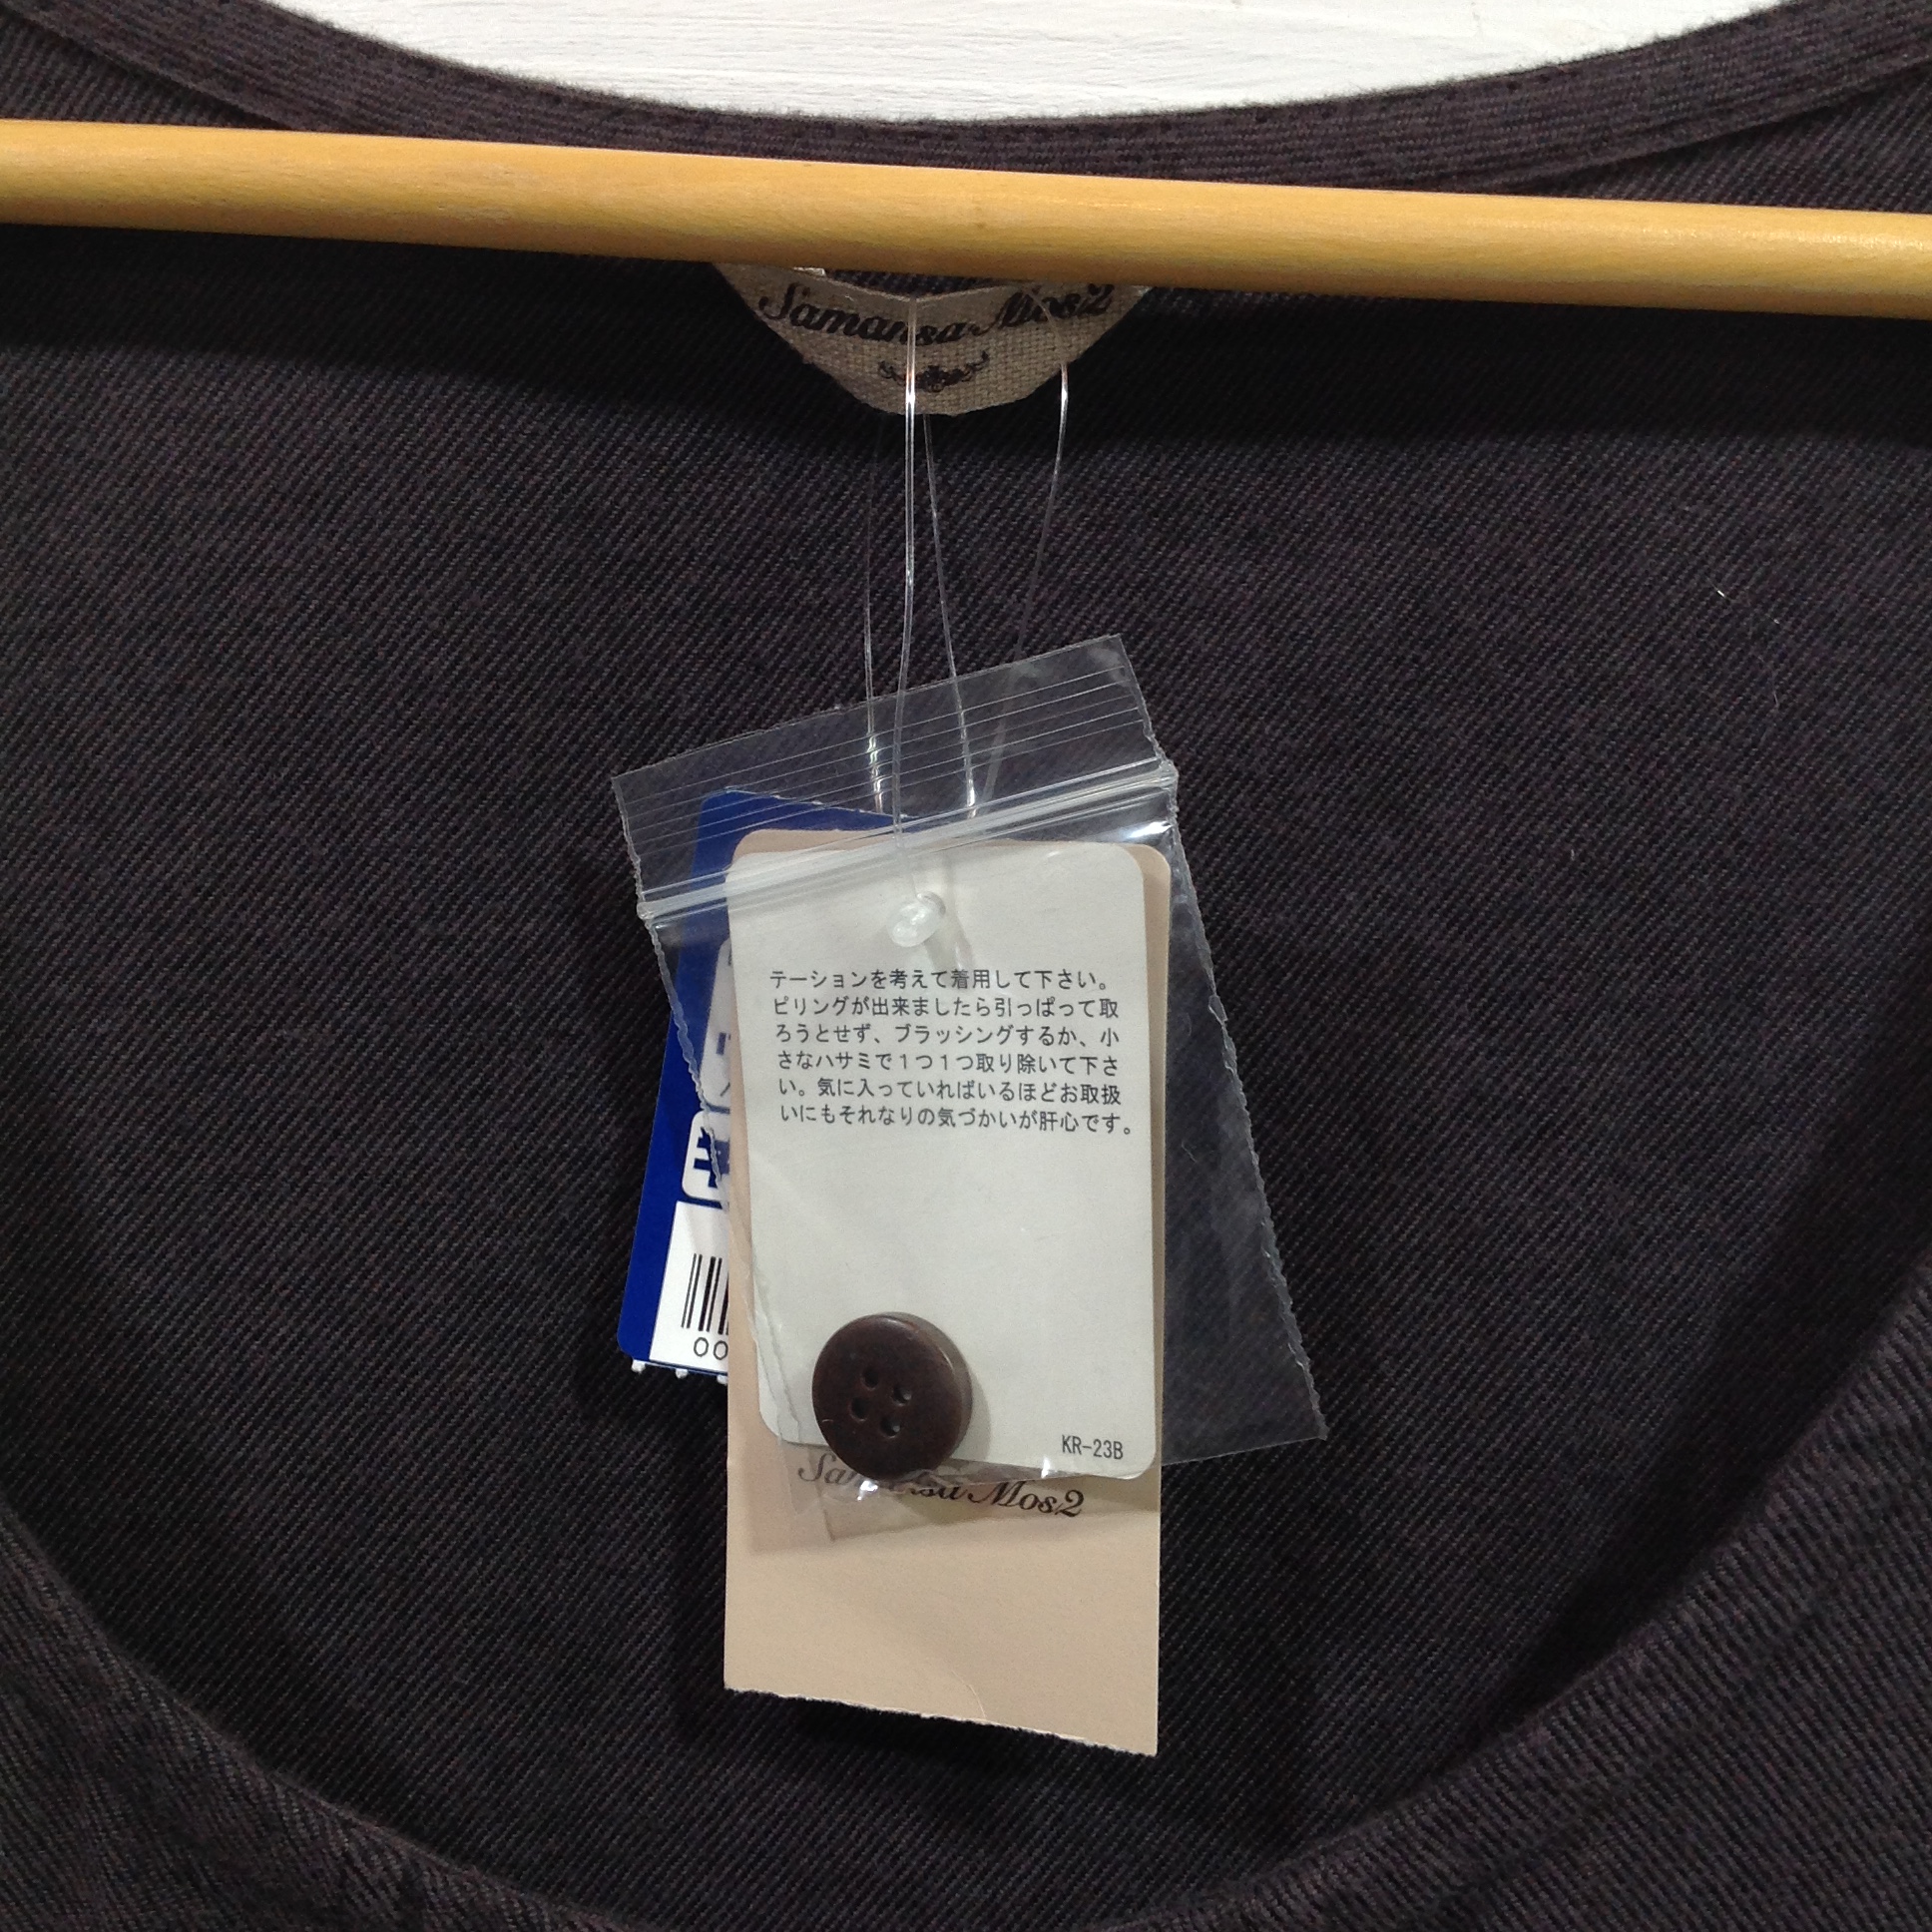 Samansa Mos2
テーションを考えて着用して下さい。
ピリングが出来ましたら引っぱって取
ろうとせず、ブラッシングするか、小
さなハサミで1つ1つ取り除いて下さ
い。気に入っていればいるほどお取扱
いにもそれなりの気づかいが肝心です。
00
KR-23B
Samansa Mos2